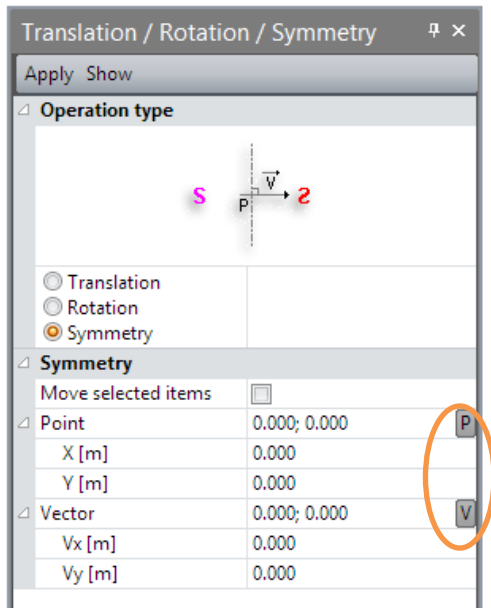 Translation / Rotation / Symmetry
Apply Show
Operation type
S P V S
Translation
Rotation
Symmetry
Symmetry
Move selected items
Point 0.000; 0.000 P
X [m] 0.000
Y [m] 0.000
Vector 0.000; 0.000 V
Vx [m] 0.000
Vy [m] 0.000